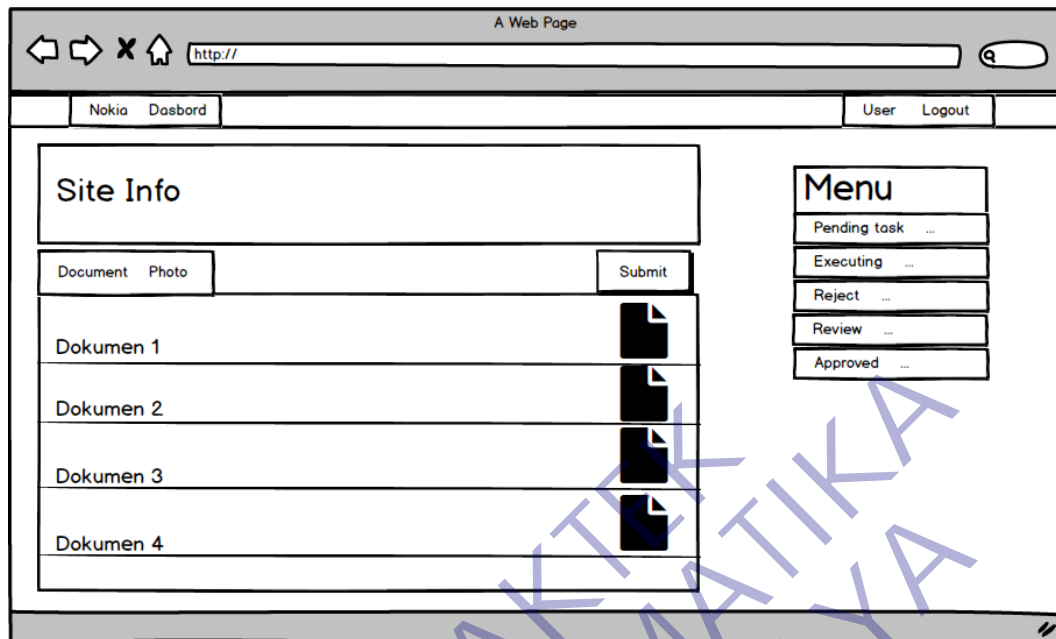 A Web Page
http://
Nokia Dasbord
User Logout
Site Info
Document Photo
Submit
Dokumen 1
Dokumen 2
Dokumen 3
Dokumen 4
Menu
Pending task ...
Executing ...
Reject ...
Review ...
Approved ...